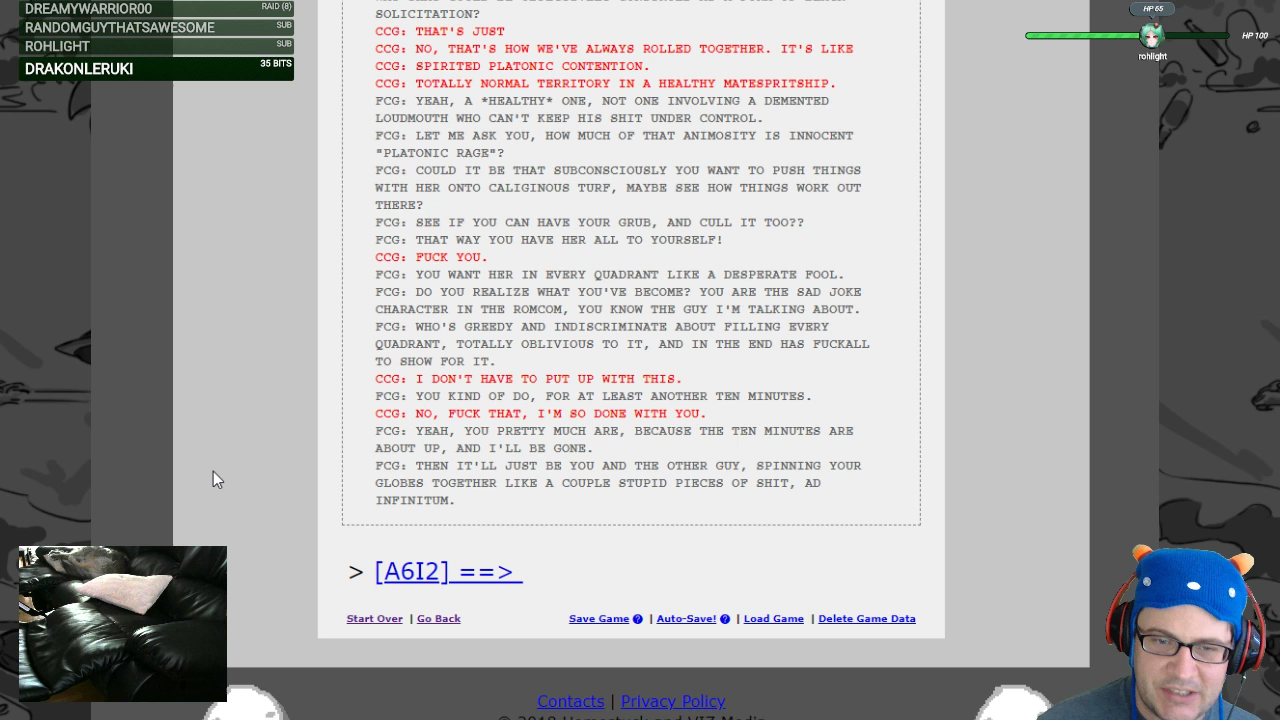 DREAMYWARRIOR00 RAID (8)
RANDOMGUYTHATSAWESOME SUB
ROHLIGHT SUB
DRAKONLERUKI 35 BITS
HP 65
HP 100
rohlight
SOLICITATION?
CCG: THAT'S JUST
CCG: NO, THAT'S HOW WE'VE ALWAYS ROLLED TOGETHER. IT'S LIKE
CCG: SPIRITED PLATONIC CONTENTION.
CCG: TOTALLY NORMAL TERRITORY IN A HEALTHY MATESPRITSHIP.
FCG: YEAH, A *HEALTHY* ONE, NOT ONE INVOLVING A DEMENTED
LOUDMOUTH WHO CAN'T KEEP HIS SHIT UNDER CONTROL.
FCG: LET ME ASK YOU, HOW MUCH OF THAT ANIMOSITY IS INNOCENT
"PLATONIC RAGE"?
FCG: COULD IT BE THAT SUBCONSCIOUSLY YOU WANT TO PUSH THINGS
WITH HER ONTO CALIGINOUS TURF, MAYBE SEE HOW THINGS WORK OUT
THERE?
FCG: SEE IF YOU CAN HAVE YOUR GRUB, AND CULL IT TOO??
FCG: THAT WAY YOU HAVE HER ALL TO YOURSELF!
CCG: FUCK YOU.
FCG: YOU WANT HER IN EVERY QUADRANT LIKE A DESPERATE FOOL.
FCG: DO YOU REALIZE WHAT YOU'VE BECOME? YOU ARE THE SAD JOKE
CHARACTER IN THE ROMCOM, YOU KNOW THE GUY I'M TALKING ABOUT.
FCG: WHO'S GREEDY AND INDISCRIMINATE ABOUT FILLING EVERY
QUADRANT, TOTALLY OBLIVIOUS TO IT, AND IN THE END HAS FUCKALL
TO SHOW FOR IT.
CCG: I DON'T HAVE TO PUT UP WITH THIS.
FCG: YOU KIND OF DO, FOR AT LEAST ANOTHER TEN MINUTES.
CCG: NO, FUCK THAT, I'M SO DONE WITH YOU.
FCG: YEAH, YOU PRETTY MUCH ARE, BECAUSE THE TEN MINUTES ARE
ABOUT UP, AND I'LL BE GONE.
FCG: THEN IT'LL JUST BE YOU AND THE OTHER GUY, SPINNING YOUR
GLOBES TOGETHER LIKE A COUPLE STUPID PIECES OF SHIT, AD
INFINITUM.
> [A6I2] ==>
Start Over | Go Back Save Game ? | Auto-Save! ? | Load Game | Delete Game Data
Contacts | Privacy Policy
© 2018 Homestuck and VIZ Media